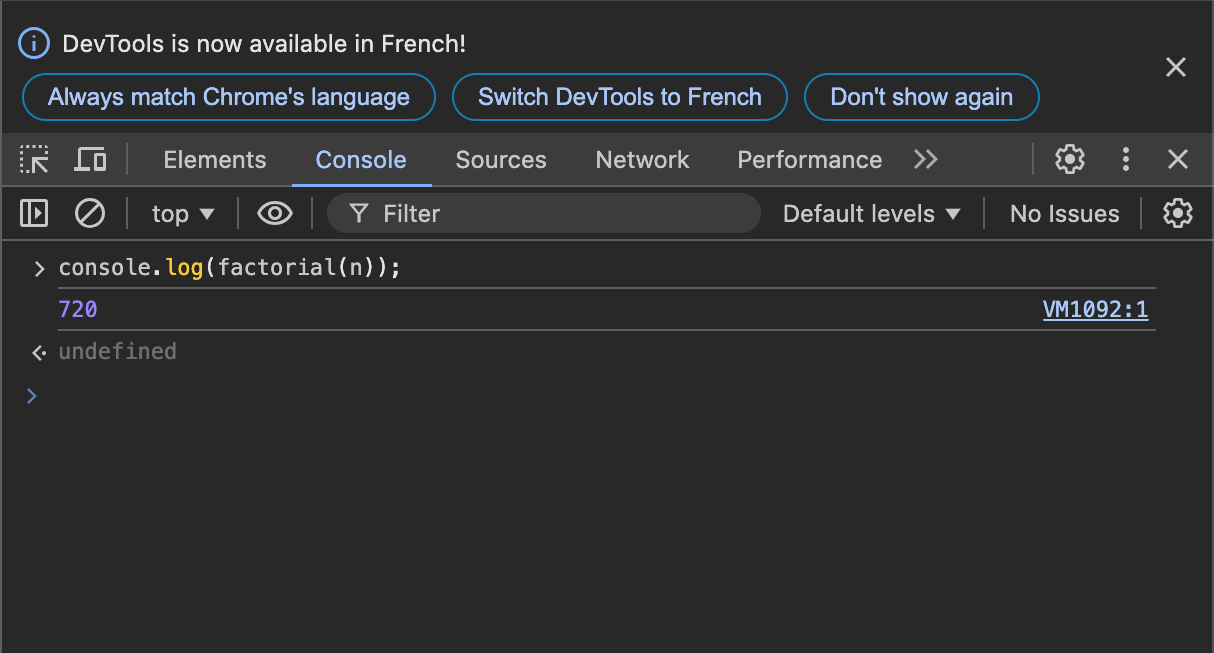 DevTools is now available in French!
Always match Chrome's language Switch DevTools to French Don't show again
Elements Console Sources Network Performance
top Filter Default levels No Issues
console.log(factorial(n));
720 VM1092:1
undefined